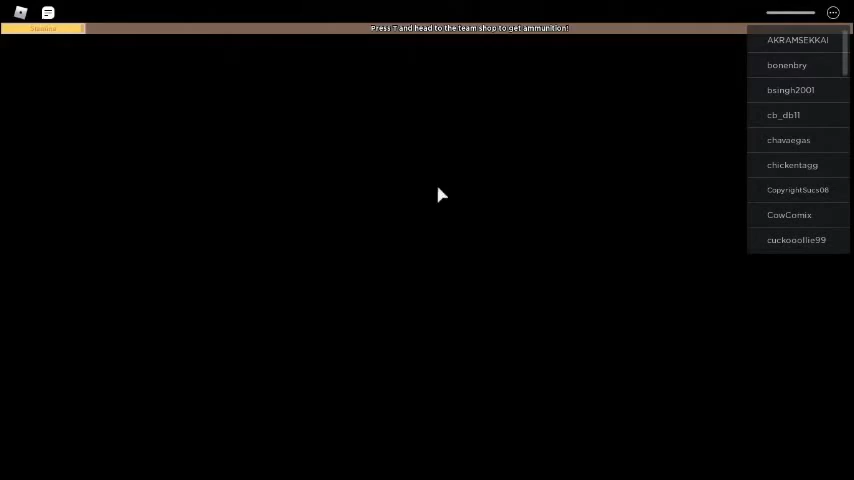 Stamina
Press T and head to the team shop to get ammunition!
AKRAMSEKKAI
bonenbry
bsingh2001
cb_db11
chavaegas
chickentagg
CopyrightSucs08
CowComix
cuckooollie99